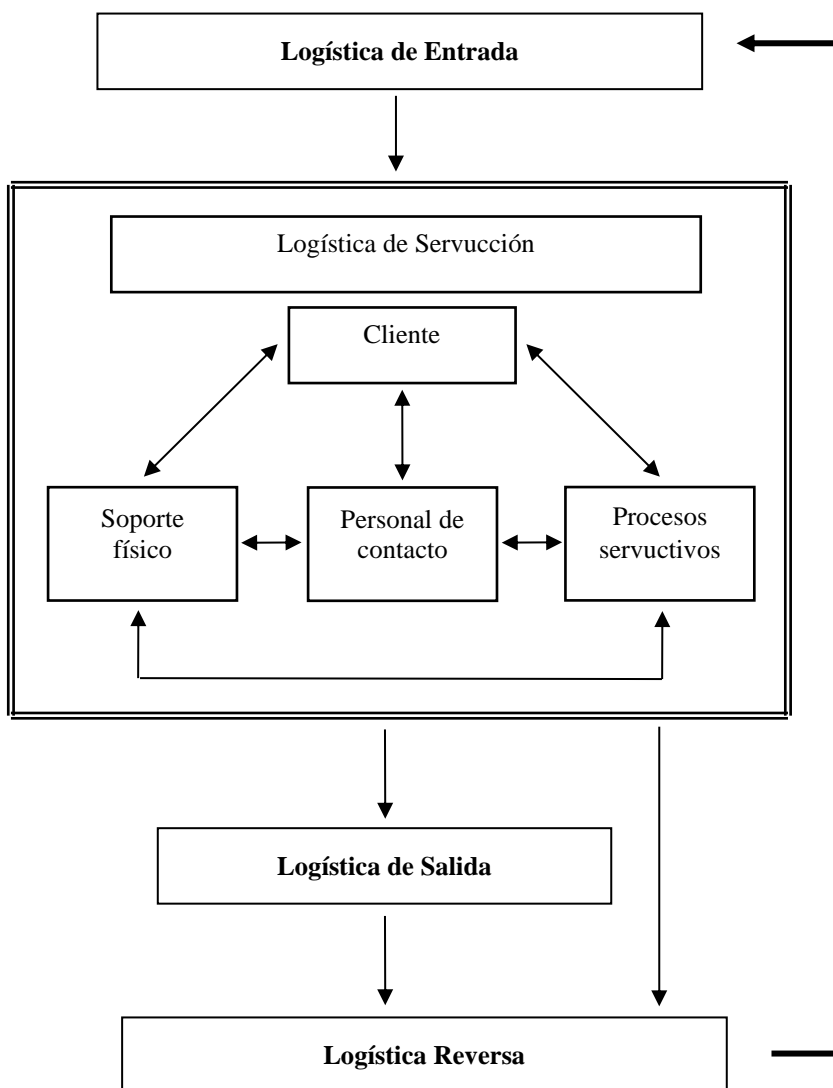 Logística de Entrada
Logística de Servucción
Cliente
Soporte
físico
Personal de
contacto
Procesos
servuctivos
Logística de Salida
Logística Reversa